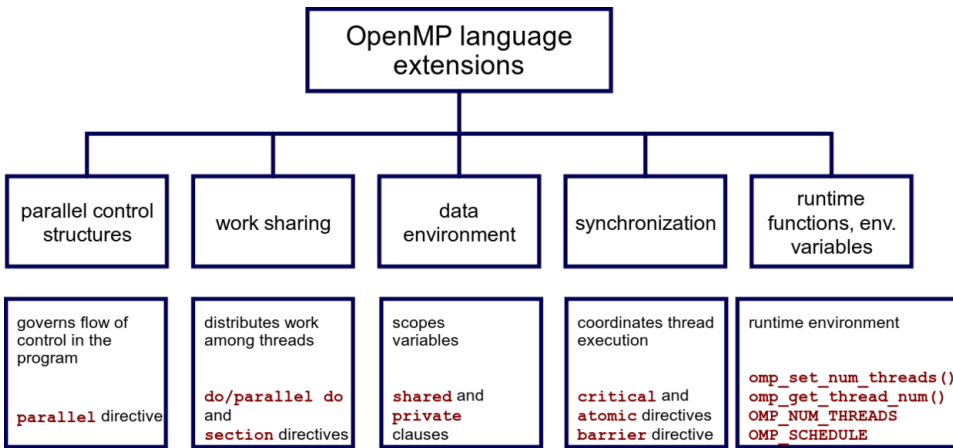 OpenMP language
extensions
parallel control
structures
work sharing
data
environment
synchronization
runtime
functions, env.
variables
governs flow of
control in the
program
parallel directive
distributes work
among threads
do/parallel do
and
section directives
scopes
variables
shared and
private
clauses
coordinates thread
execution
critical and
atomic directives
barrier directive
runtime environment
omp_set_num_threads()
omp_get_thread_num()
OMP_NUM_THREADS
OMP_SCHEDULE